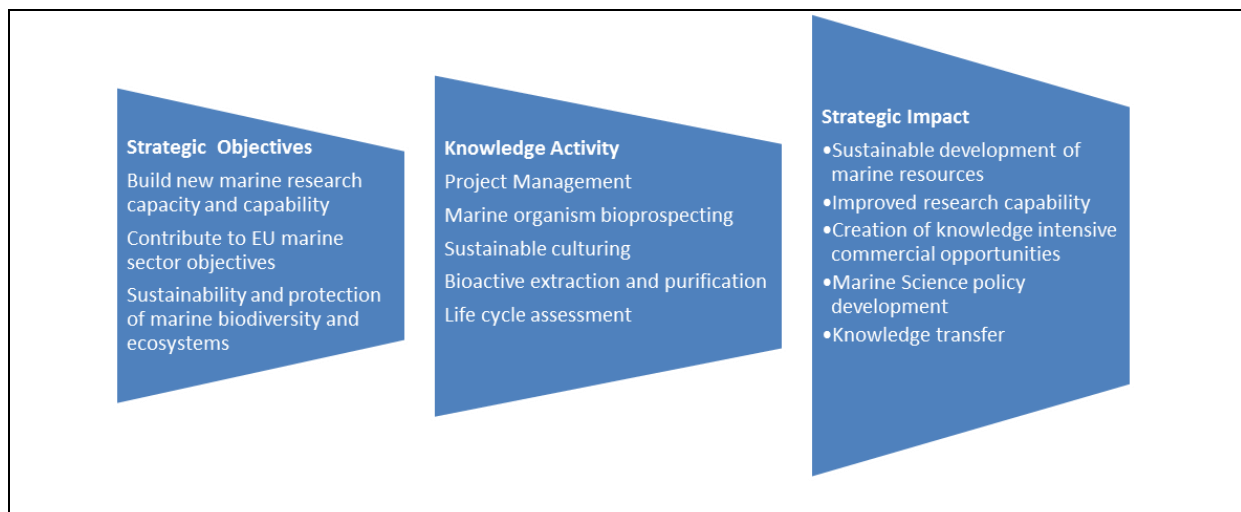 Strategic Objectives
Build new marine research
capacity and capability
Contribute to EU marine
sector objectives
Sustainability and protection
of marine biodiversity and
ecosystems
Knowledge Activity
Project Management
Marine organism bioprospecting
Sustainable culturing
Bioactive extraction and purification
Life cycle assessment
Strategic Impact
•Sustainable development of
marine resources
•Improved research capability
•Creation of knowledge intensive
commercial opportunities
•Marine Science policy
development
•Knowledge transfer